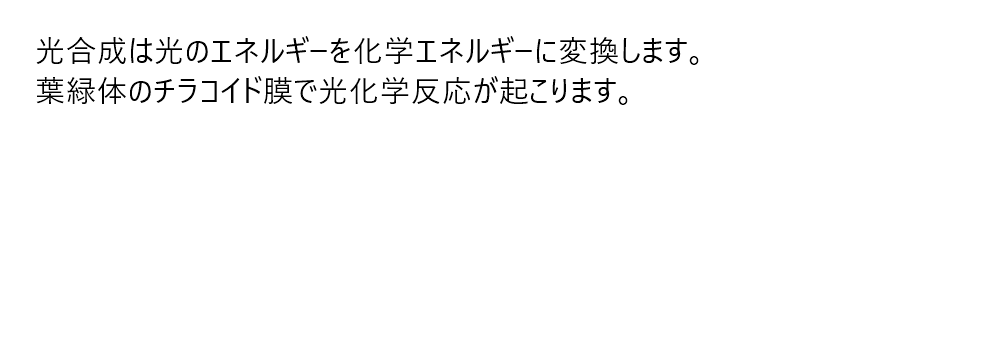 光合成は光のエネルギーを化学エネルギーに変換します。
葉緑体のチラコイド膜で光化学反応が起こります。